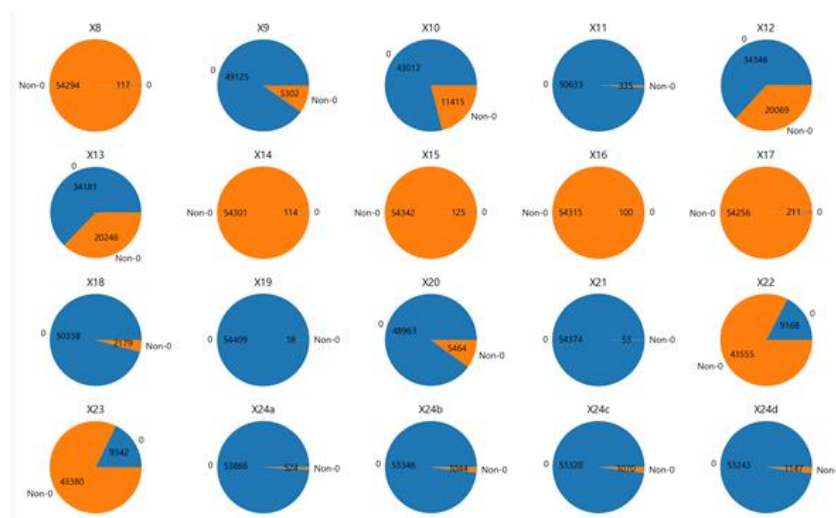 X8 X9 X10 X11 X12
0 0 0 0
Non-0 54294 117 0 49125 5302 Non-0 43012 11415 Non-0 50633 335 Non-0 34346 20069 Non-0
X13 X14 X15 X16 X17
0
34181 20246 Non-0 Non-0 54301 114 0 Non-0 54342 125 0 Non-0 54315 100 0 Non-0 54256 211 0
X18 X19 X20 X21 X22
0 50338 Non-0 0 54409 18 Non-0 0 48963 5464 Non-0 0 54374 53 Non-0 0 9168 43555 Non-0
X23 X24a X24b X24c X24d
0 9342 43380 Non-0 0 53866 524 Non-0 0 53346 Non-0 0 53320 Non-0 0 53243 1147 Non-